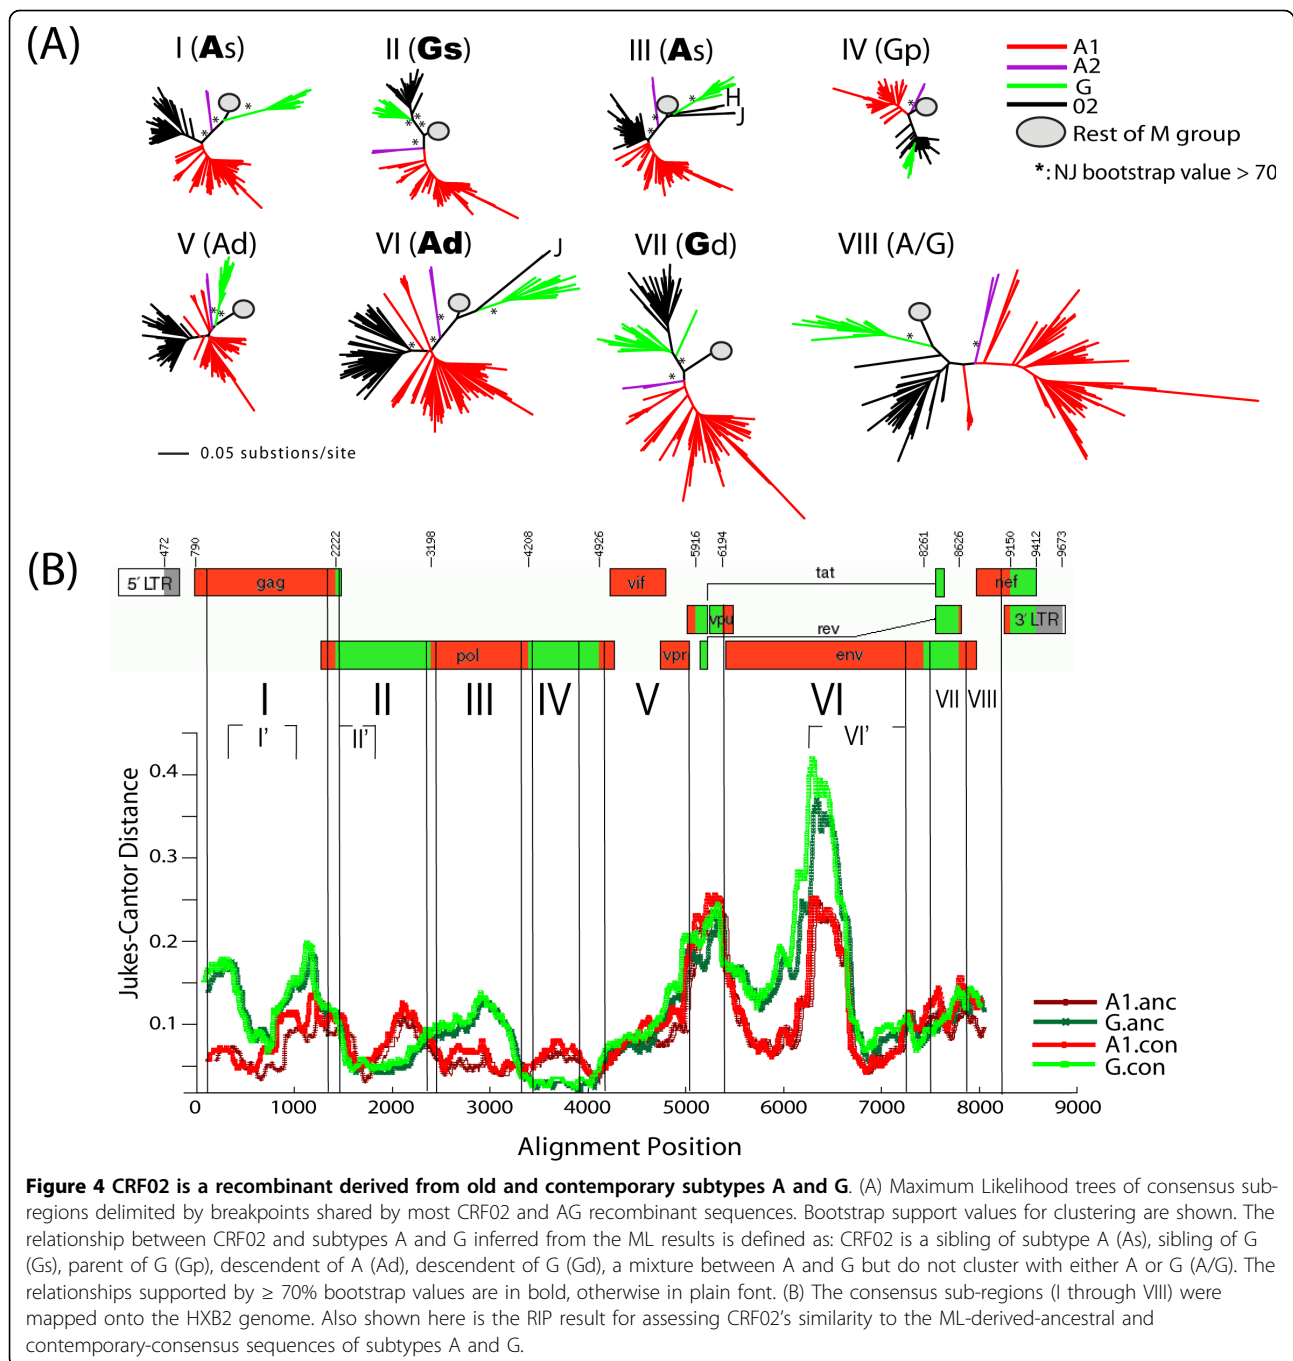 (A)
I (As)
II (Gs)
III (As)
IV (Gp)
A1
A2
G
02
Rest of M group
*: NJ bootstrap value > 70
H
J
V (Ad)
VI (Ad)
J
VII (Gd)
VIII (A/G)
0.05 substions/site
(B)
472
790
2222
3198
4208
4926
5916
6194
8261
8626
9150
9412
9673
5' LTR
gag
vif
tat
nef
vpu
rev
3' LTR
pol
vpr
env
I
II
III
IV
V
VI
VII
VIII
I'
II'
VI'
Jukes-Cantor Distance
0.4
0.3
0.2
0.1
A1.anc
G.anc
A1.con
G.con
0 1000 2000 3000 4000 5000 6000 7000 8000 9000
Alignment Position
Figure 4 CRF02 is a recombinant derived from old and contemporary subtypes A and G. (A) Maximum Likelihood trees of consensus sub-
regions delimited by breakpoints shared by most CRF02 and AG recombinant sequences. Bootstrap support values for clustering are shown. The
relationship between CRF02 and subtypes A and G inferred from the ML results is defined as: CRF02 is a sibling of subtype A (As), sibling of G
(Gs), parent of G (Gp), descendent of A (Ad), descendent of G (Gd), a mixture between A and G but do not cluster with either A or G (A/G). The
relationships supported by ≥ 70% bootstrap values are in bold, otherwise in plain font. (B) The consensus sub-regions (I through VIII) were
mapped onto the HXB2 genome. Also shown here is the RIP result for assessing CRF02's similarity to the ML-derived-ancestral and
contemporary-consensus sequences of subtypes A and G.